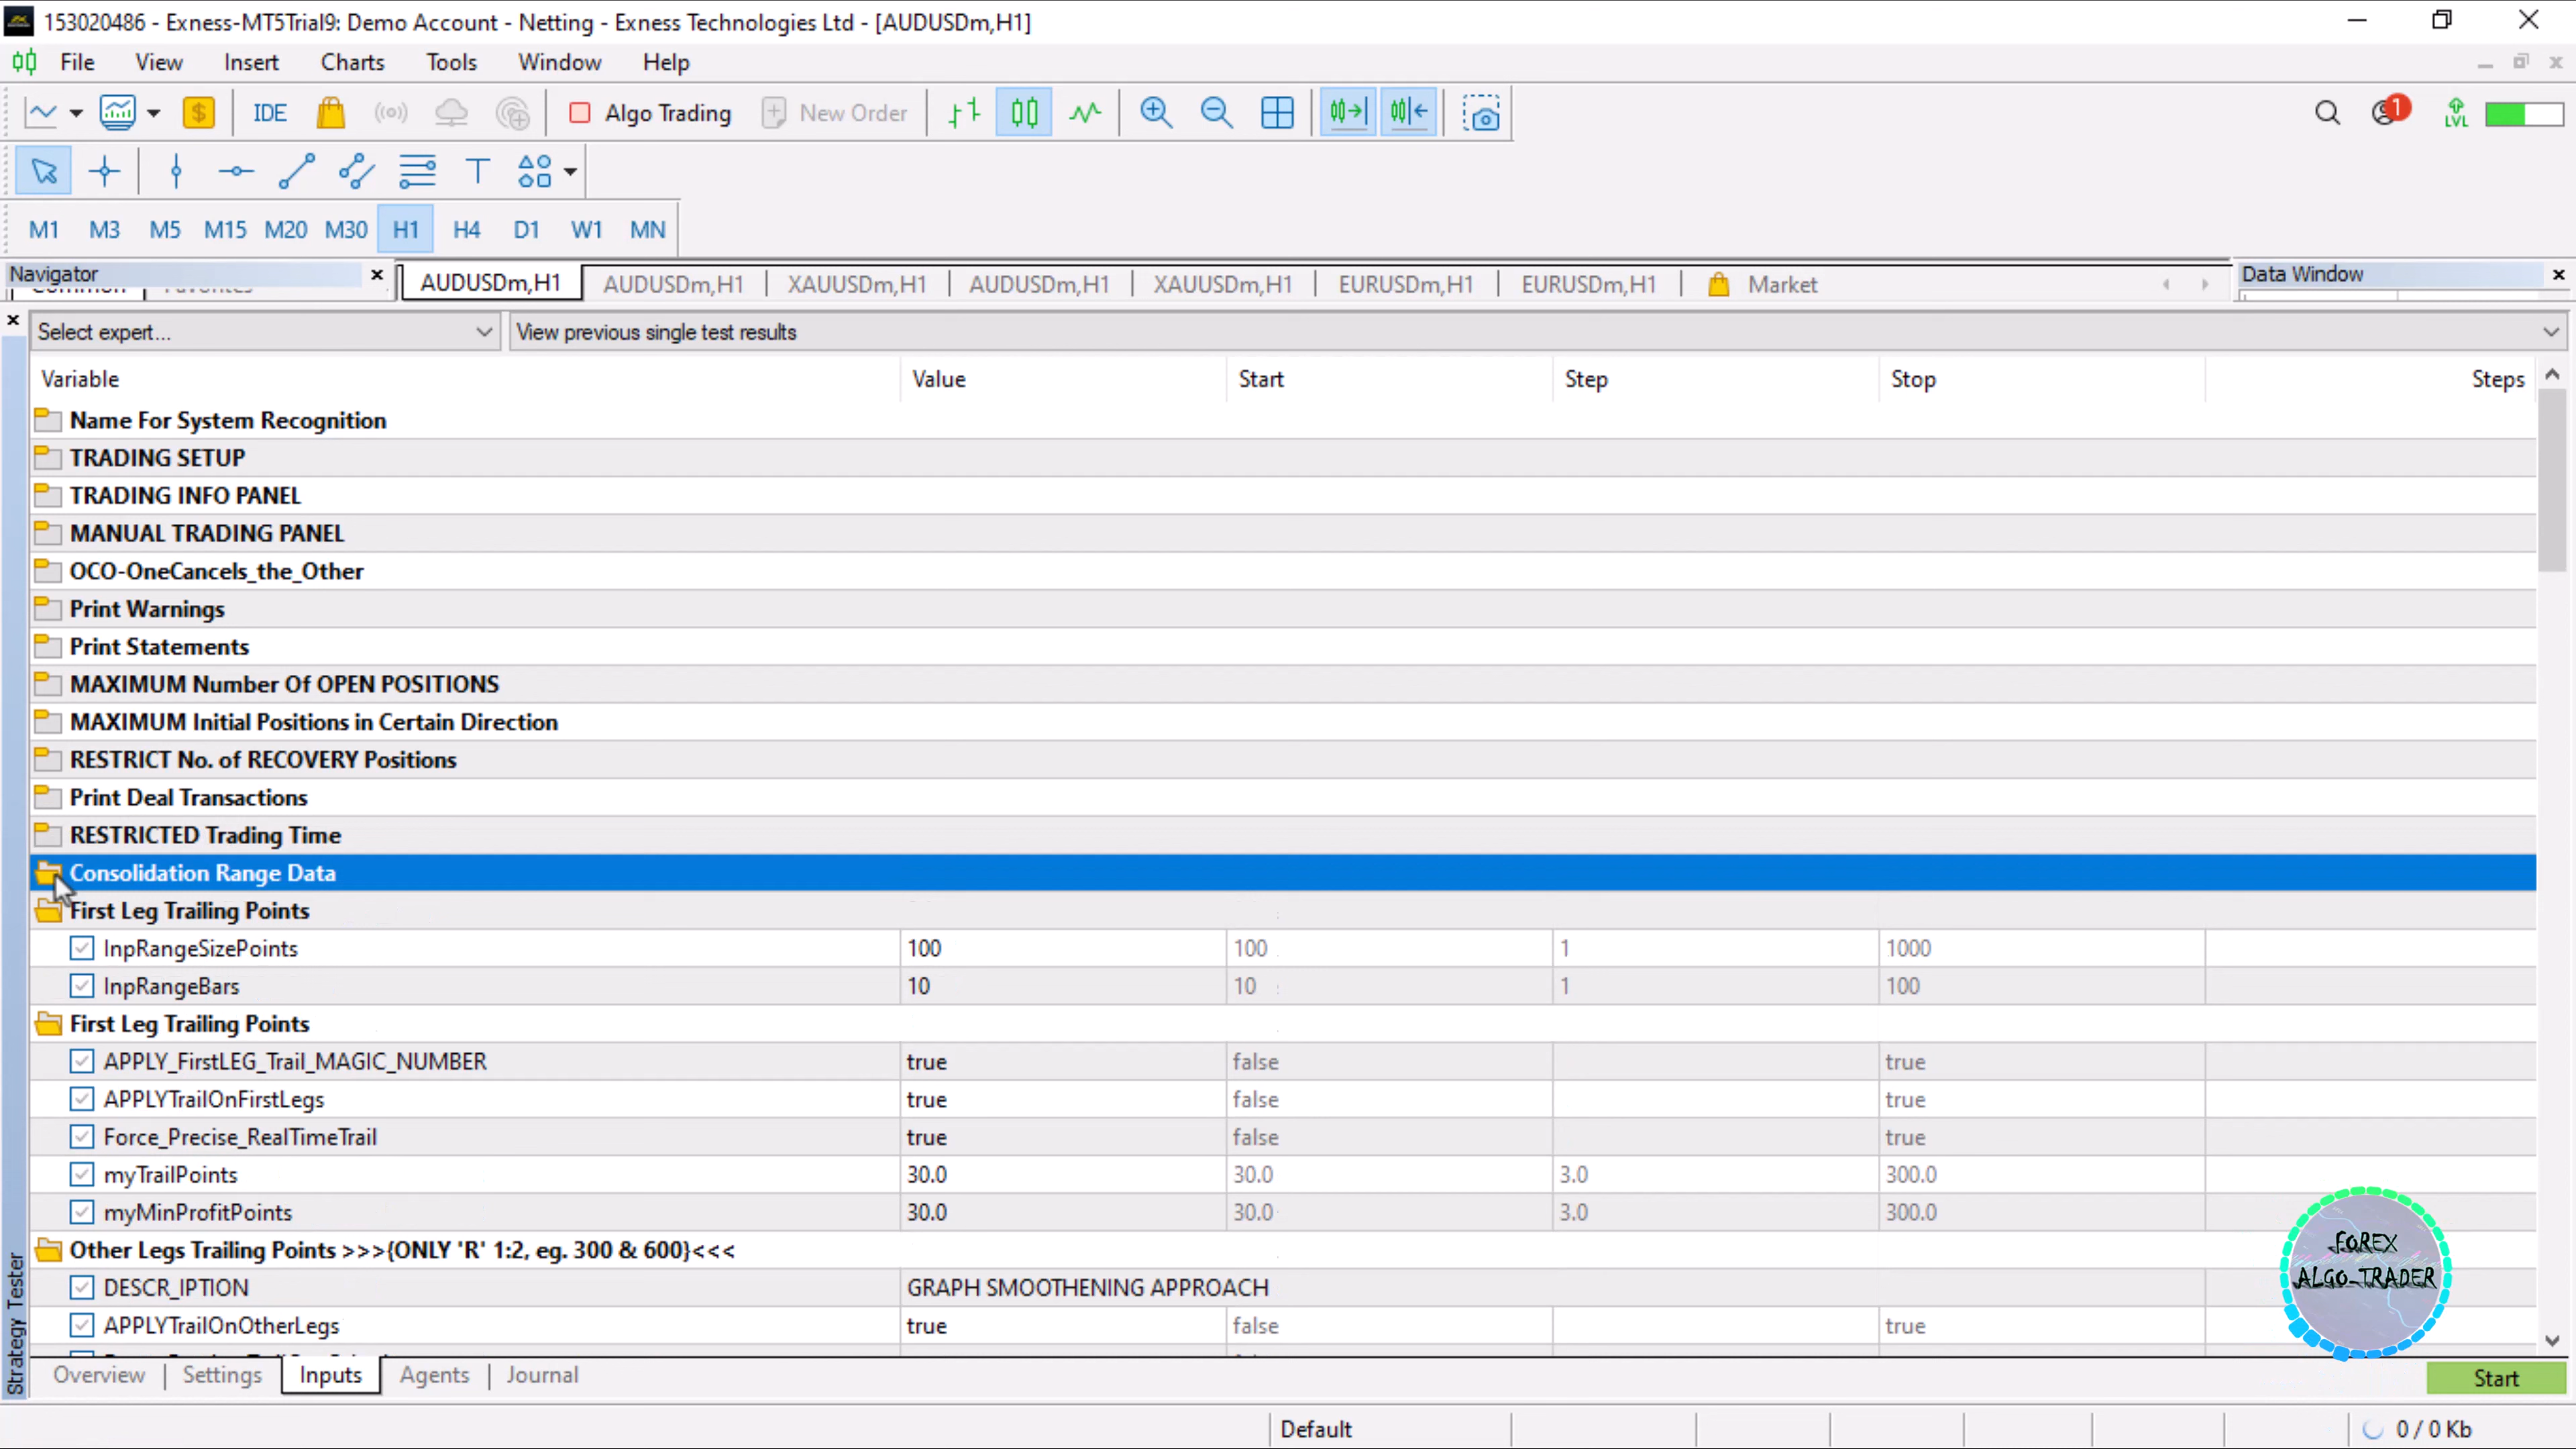 153020486 - Exness-MT5Trial9: Demo Account - Netting - Exness Technologies Ltd - [AUDUSDm,H1]
File View Insert Charts Tools Window Help
IDE Algo Trading New Order 1 LVL
M1 M3 M5 M15 M20 M30 H1 H4 D1 W1 MN
Navigator AUDUSDm,H1 AUDUSDm,H1 XAUUSDm,H1 AUDUSDm,H1 XAUUSDm,H1 EURUSDm,H1 EURUSDm,H1 Market Data Window
Common Favorites
Select expert... View previous single test results
Variable Value Start Step Stop Steps
Name For System Recognition
TRADING SETUP
TRADING INFO PANEL
MANUAL TRADING PANEL
OCO-OneCancels_the_Other
Print Warnings
Print Statements
MAXIMUM Number Of OPEN POSITIONS
MAXIMUM Initial Positions in Certain Direction
RESTRICT No. of RECOVERY Positions
Print Deal Transactions
RESTRICTED Trading Time
Consolidation Range Data
First Leg Trailing Points
InpRangeSizePoints 100 100 1 1000
InpRangeBars 10 10 1 100
First Leg Trailing Points
APPLY_FirstLEG_Trail_MAGIC_NUMBER true false true
APPLYTrailOnFirstLegs true false true
Force_Precise_RealTimeTrail true false true
myTrailPoints 30.0 30.0 3.0 300.0
myMinProfitPoints 30.0 30.0 3.0 300.0
Other Legs Trailing Points >>>{ONLY 'R' 1:2, eg. 300 & 600}<<<
DESCR_IPTION GRAPH SMOOTHENING APPROACH
APPLYTrailOnOtherLegs true false true
FOREX
ALGO-TRADER
Strategy Tester
Overview Settings Inputs Agents Journal Start
Default 0 / 0 Kb